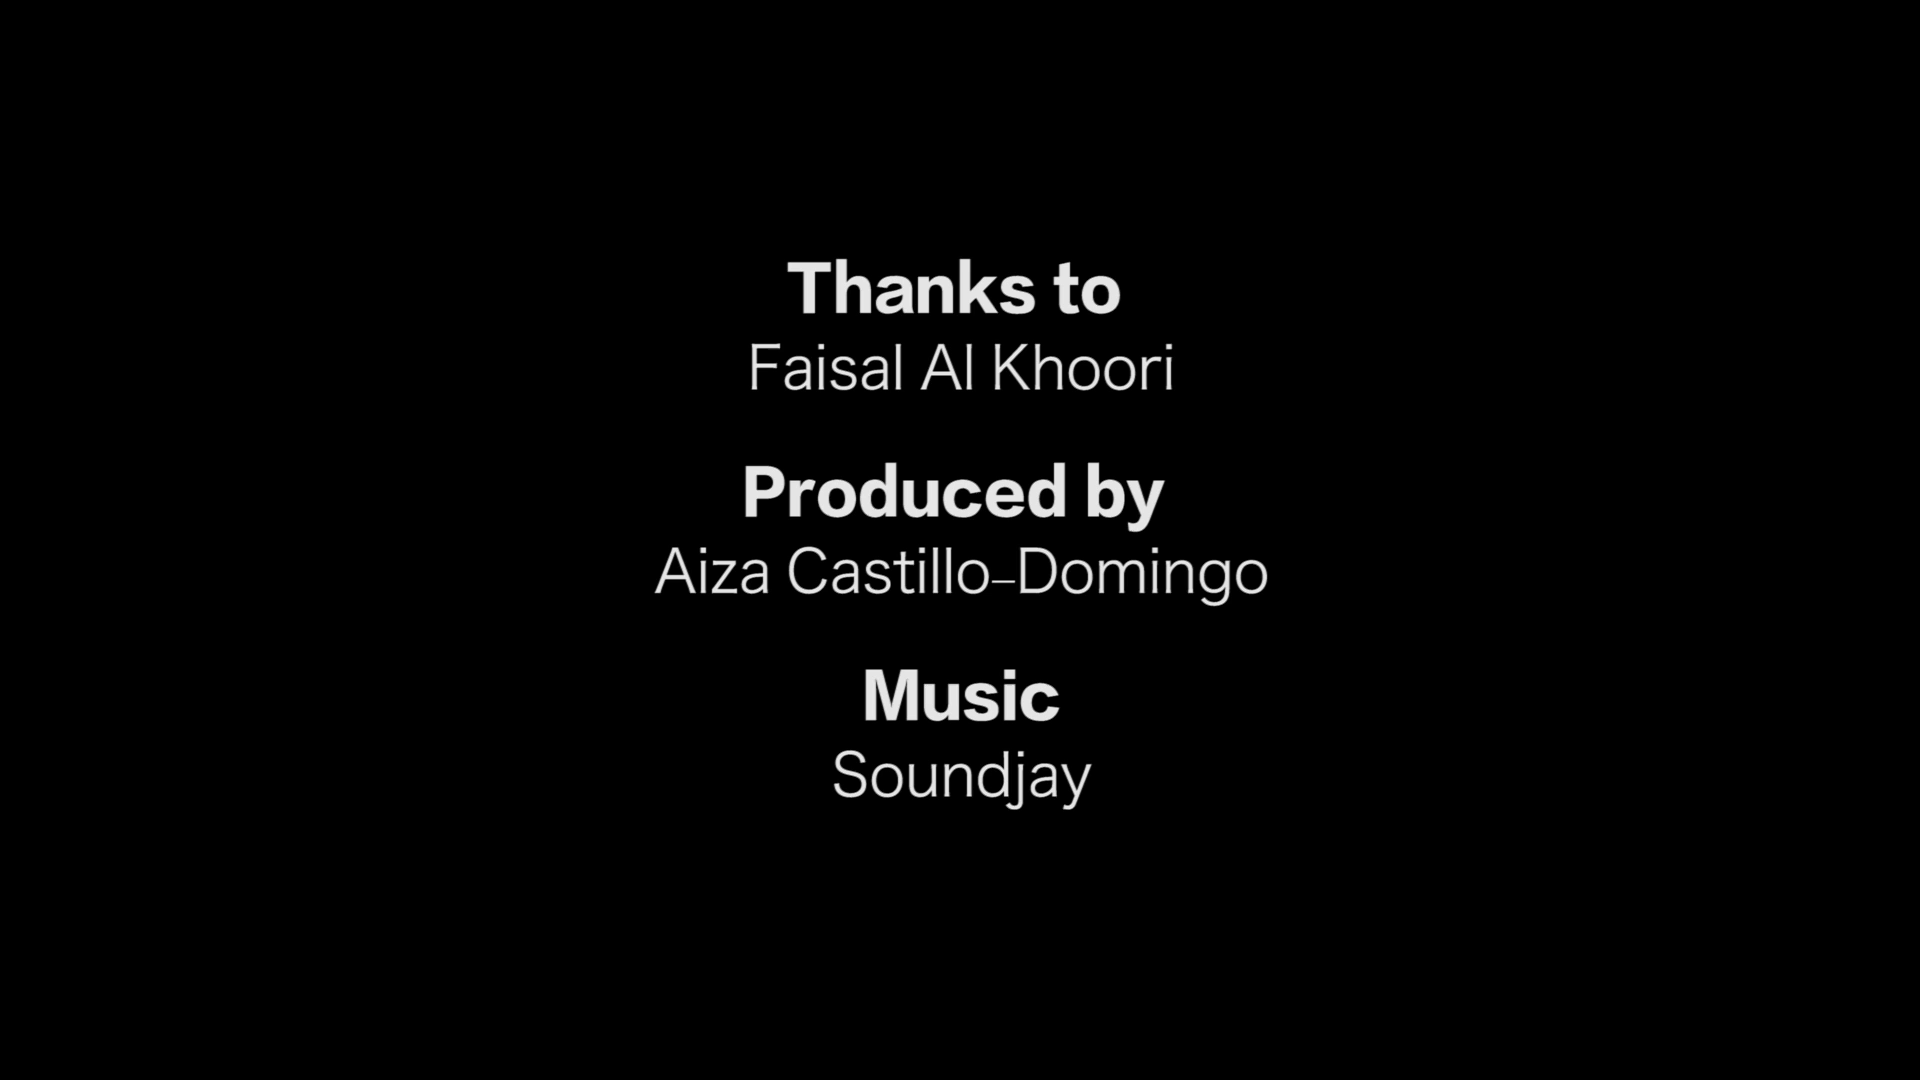 Thanks to
Faisal Al Khoori
Produced by
Aiza Castillo–Domingo
Music
Soundjay